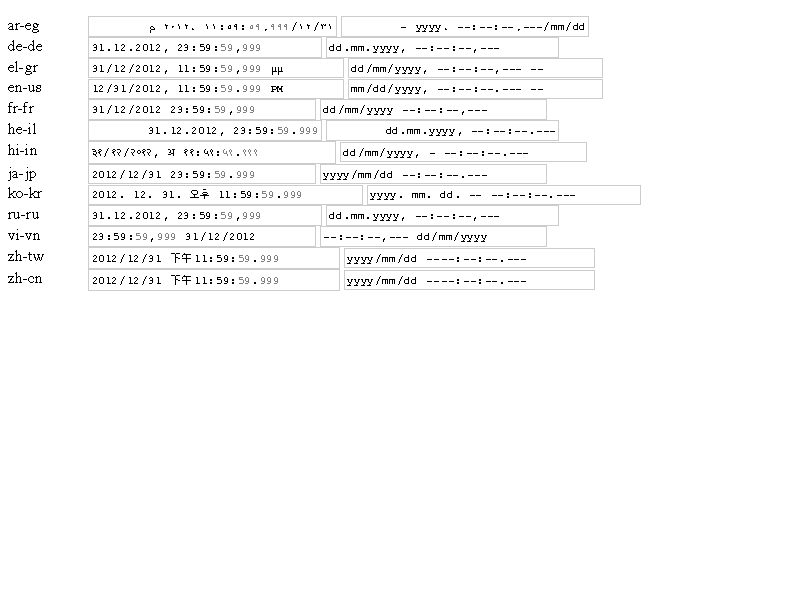 ar-eg ٣١/١٢/٢٠١٢، ١١:٥٩:٥٩,٩٩٩ م dd/mm/yyyy، --:--:--,--- -
de-de 31.12.2012, 23:59:59,999 dd.mm.yyyy, --:--:--,---
el-gr 31/12/2012, 11:59:59,999 μμ dd/mm/yyyy, --:--:--,--- --
en-us 12/31/2012, 11:59:59.999 PM mm/dd/yyyy, --:--:--.--- --
fr-fr 31/12/2012 23:59:59,999 dd/mm/yyyy --:--:--,---
he-il 31.12.2012, 23:59:59.999 dd.mm.yyyy, --:--:--.---
hi-in ३१/१२/२०१२, अ ११:५९:५९.९९९ dd/mm/yyyy, - --:--:--.---
ja-jp 2012/12/31 23:59:59.999 yyyy/mm/dd --:--:--.---
ko-kr 2012. 12. 31. 오후 11:59:59.999 yyyy. mm. dd. -- --:--:--.---
ru-ru 31.12.2012, 23:59:59,999 dd.mm.yyyy, --:--:--,---
vi-vn 23:59:59,999 31/12/2012 --:--:--,--- dd/mm/yyyy
zh-tw 2012/12/31 下午11:59:59.999 yyyy/mm/dd ----:--:--.---
zh-cn 2012/12/31 下午11:59:59.999 yyyy/mm/dd ----:--:--.---